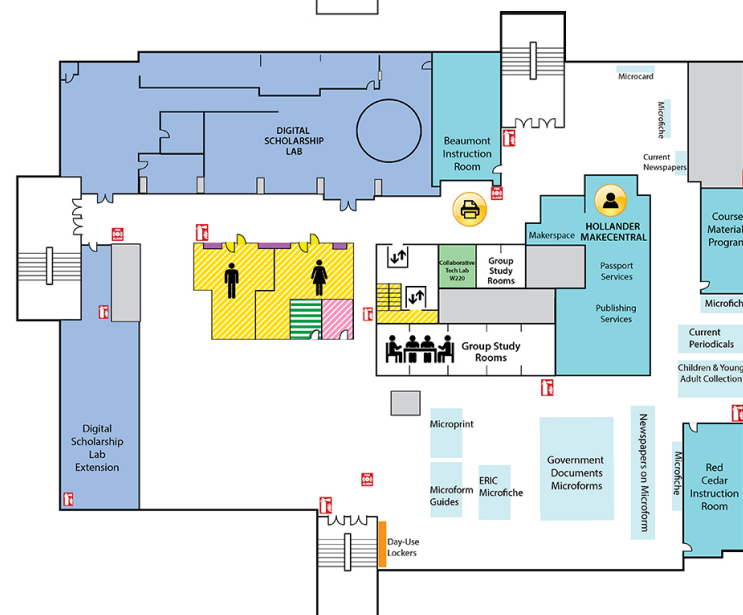 Microcard
Microfiche
DIGITAL
SCHOLARSHIP
LAB
Beaumont
Instruction
Room
Current
Newspapers
Course
Material
Program
Makespace
HOLLANDER
MAKECENTRAL
Passport
Services
Publishing
Services
Collaborative
Tech Lab
W220
Group
Study
Rooms
Group Study
Rooms
Microfich
Current
Periodicals
Children & Young
Adult Collection
Digital
Scholarship
Lab
Extension
Microprint
Microform
Guides
ERIC
Microfiche
Government
Documents
Microforms
Newspapers on Microform
Microfiche
Red
Cedar
Instruction
Room
Day-Use
Lockers